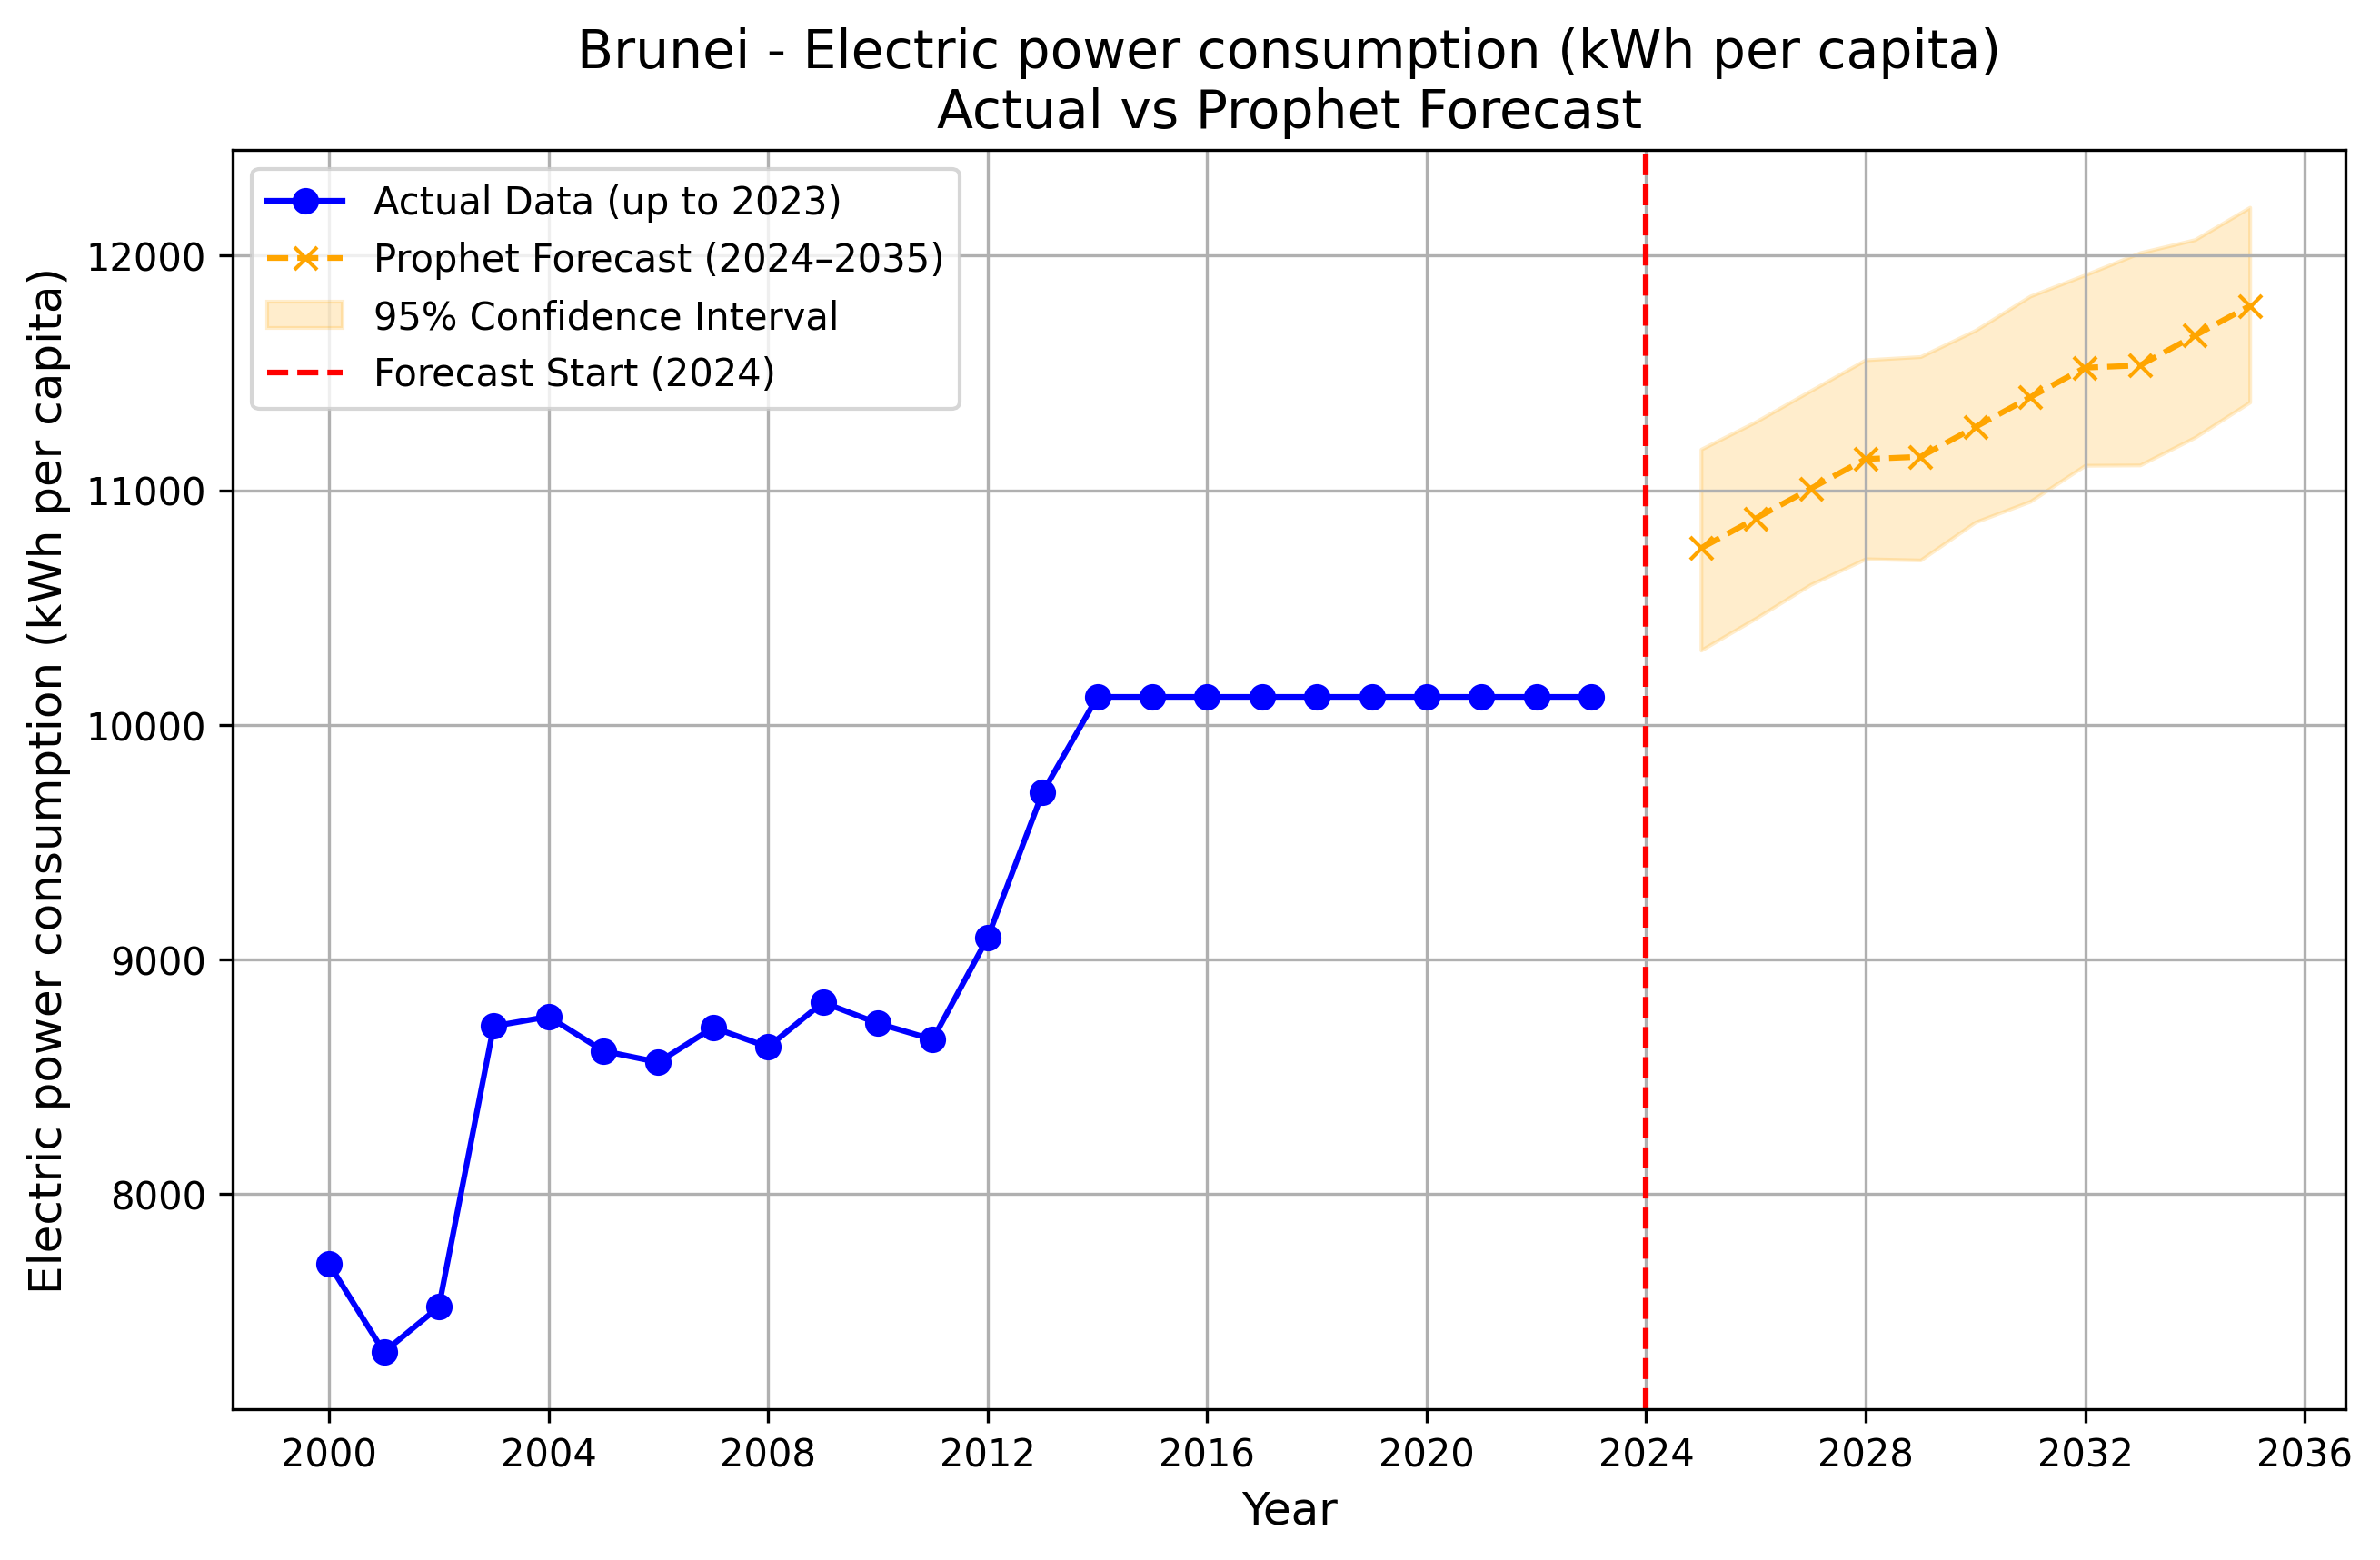 Brunei - Electric power consumption (kWh per capita)
Actual vs Prophet Forecast
Actual Data (up to 2023)
Prophet Forecast (2024–2035)
95% Confidence Interval
Forecast Start (2024)
Electric power consumption (kWh per capita)
12000
11000
10000
9000
8000
2000 2004 2008 2012 2016 2020 2024 2028 2032 2036
Year